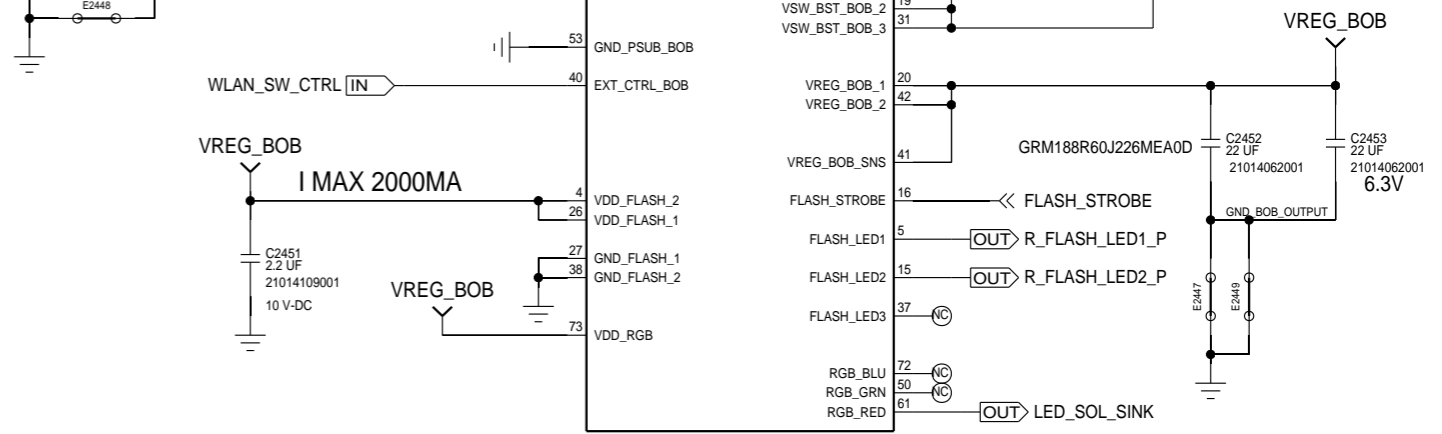 E2448
19
VSW_BST_BOB_2
31
VSW_BST_BOB_3
VREG_BOB
53
GND_PSUB_BOB
WLAN_SW_CTRL IN
40
EXT_CTRL_BOB
VREG_BOB_1
20
VREG_BOB_2
42
VREG_BOB
I MAX 2000MA
VREG_BOB_SNS
41
GRM188R60J226MEA0D
C2452
22 UF
21014062001
C2453
22 UF
21014062001
6.3V
4
VDD_FLASH_2
26
VDD_FLASH_1
FLASH_STROBE
16
FLASH_STROBE
GND_BOB_OUTPUT
C2451
2.2 UF
21014109001
10 V-DC
27
GND_FLASH_1
38
GND_FLASH_2
FLASH_LED1
5
OUT R_FLASH_LED1_P
FLASH_LED2
15
OUT R_FLASH_LED2_P
E2447
E2449
VREG_BOB
73
VDD_RGB
FLASH_LED3
37
NC
RGB_BLU
72
NC
RGB_GRN
50
NC
RGB_RED
61
OUT LED_SOL_SINK